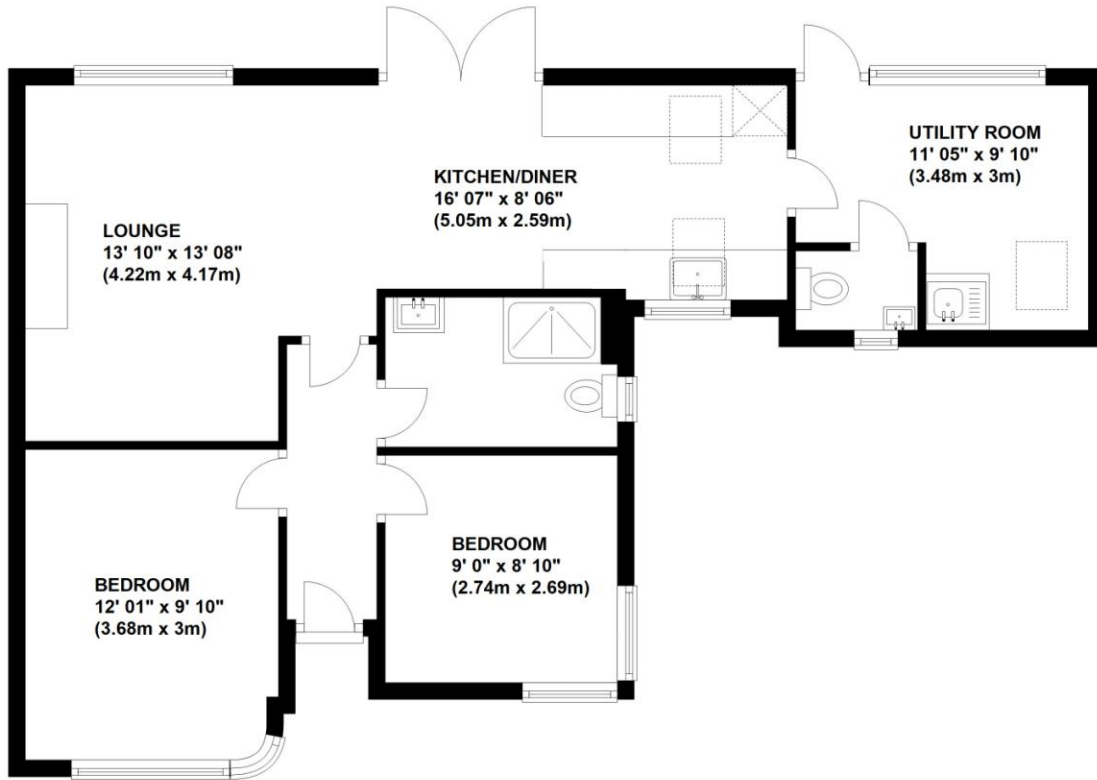 UTILITY ROOM
11' 05" x 9' 10"
(3.48m x 3m)
KITCHEN/DINER
16' 07" x 8' 06"
(5.05m x 2.59m)
LOUNGE
13' 10" x 13' 08"
(4.22m x 4.17m)
BEDROOM
9' 0" x 8' 10"
(2.74m x 2.69m)
BEDROOM
12' 01" x 9' 10"
(3.68m x 3m)